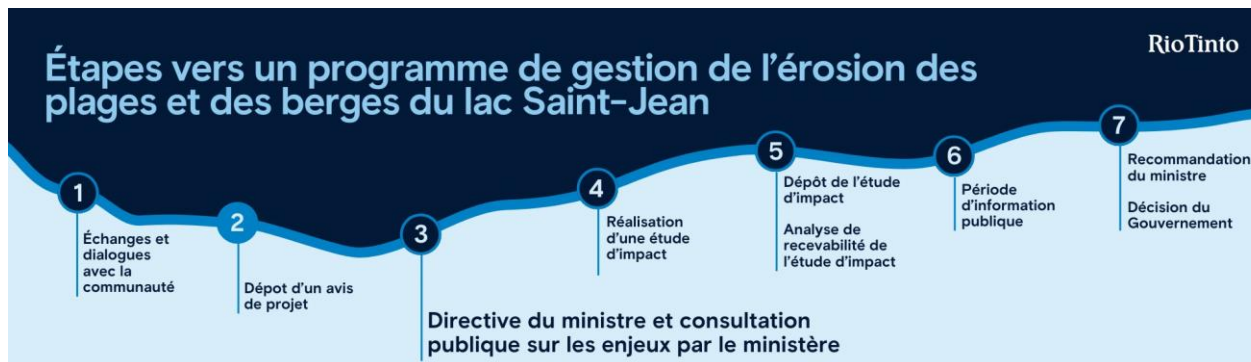 RioTinto
Étapes vers un programme de gestion de l'érosion des
plages et des berges du lac Saint-Jean
1
Échanges et
dialogues
avec la
communauté
2
Dépot d'un avis
de projet
3
Directive du ministre et consultation
publique sur les enjeux par le ministère
4
Réalisation
d'une étude
d'impact
5
Dépôt de l'étude
d'impact
Analyse de
recevabilité de
l'étude d'impact
6
Période
d'information
publique
7
Recommandation
du ministre
Décision du
Gouvernement